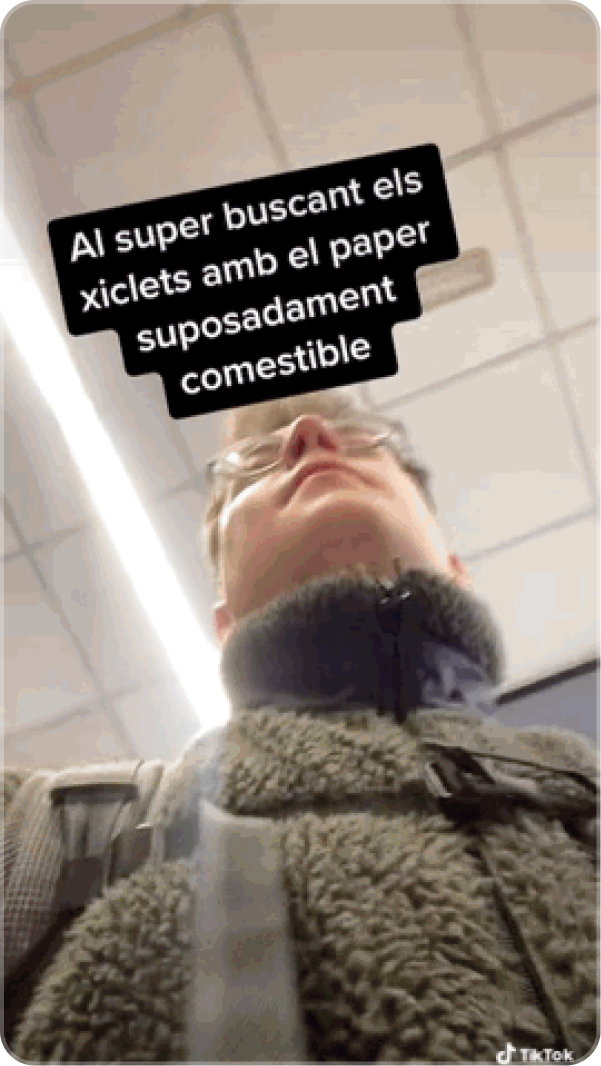 Al super buscant els
xiclets amb el paper
suposadament
comestible
TikTok